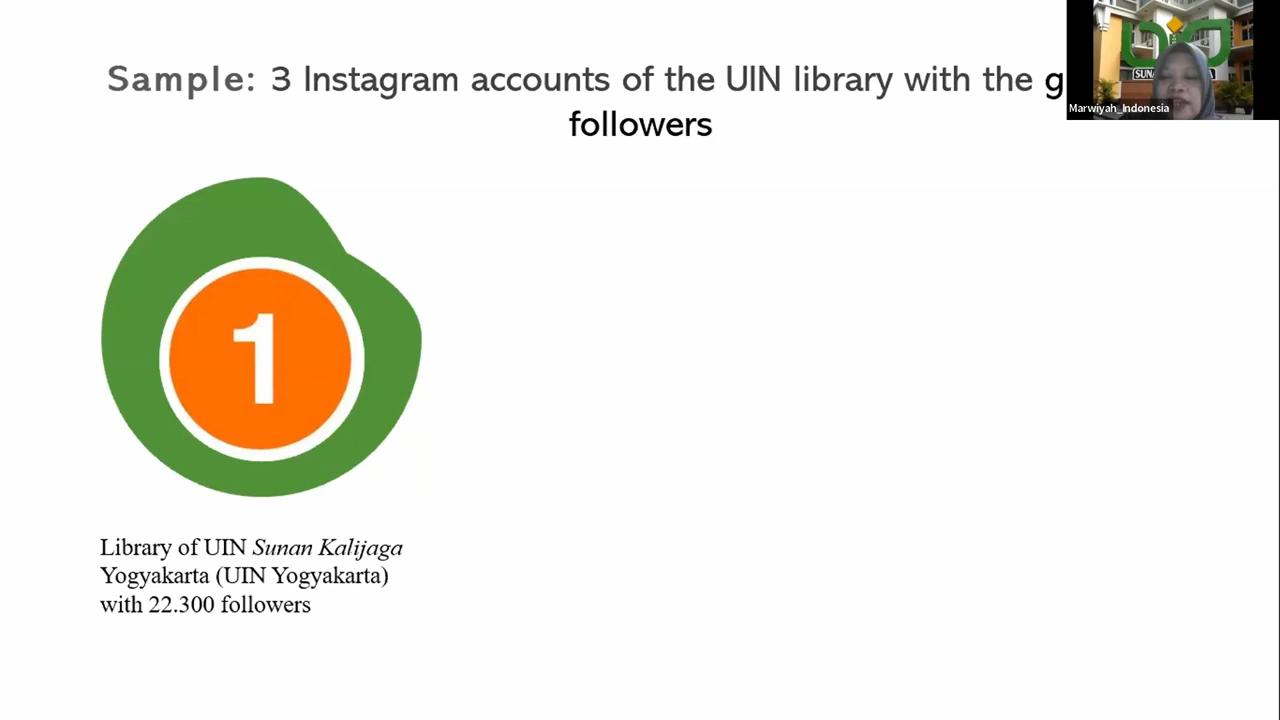 Sample: 3 Instagram accounts of the UIN library with the
followers
Marwiyah_Indonesia
1
Library of UIN Sunan Kalijaga
Yogyakarta (UIN Yogyakarta)
with 22.300 followers